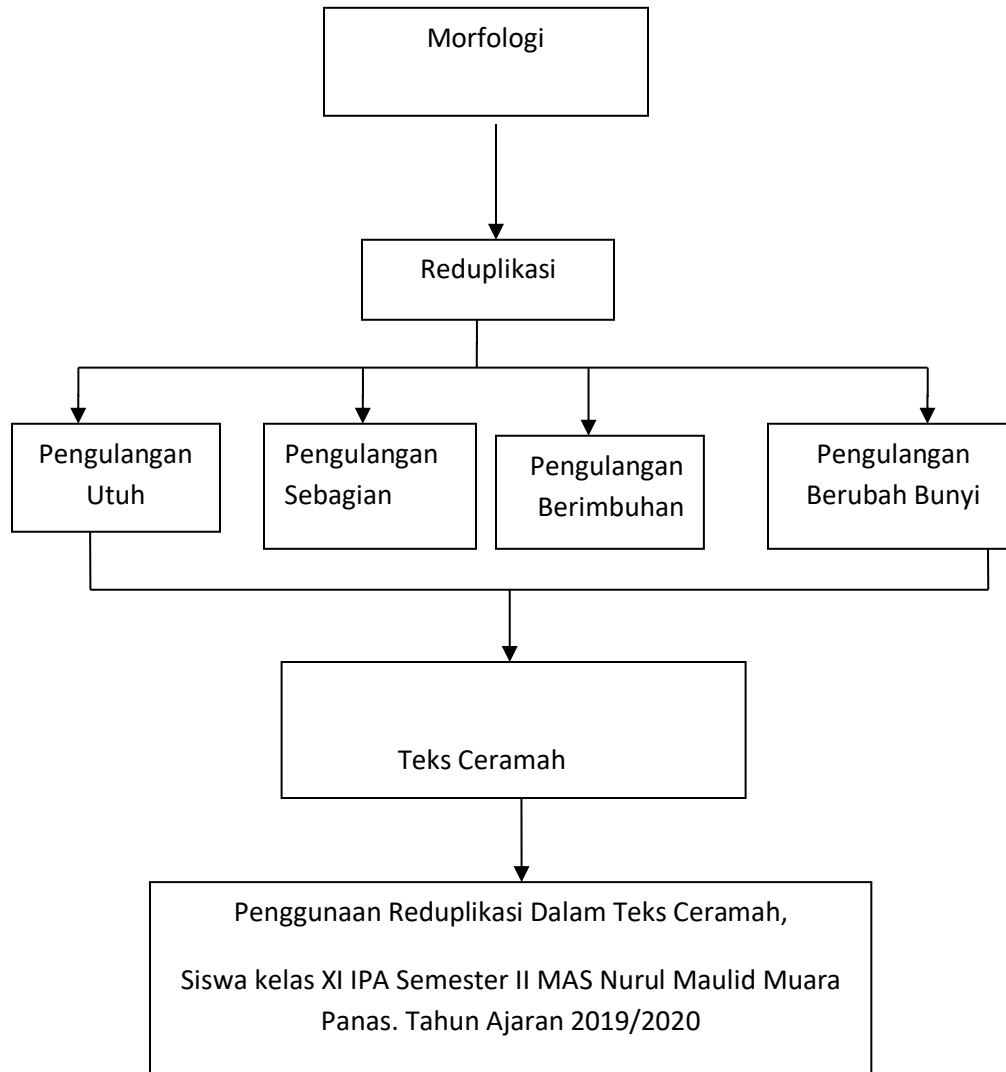 Morfologi
Reduplikasi
Pengulangan
Utuh
Pengulangan
Sebagian
Pengulangan
Berimbuhan
Pengulangan
Berubah Bunyi
Teks Ceramah
Penggunaan Reduplikasi Dalam Teks Ceramah,
Siswa kelas XI IPA Semester II MAS Nurul Maulid Muara
Panas. Tahun Ajaran 2019/2020